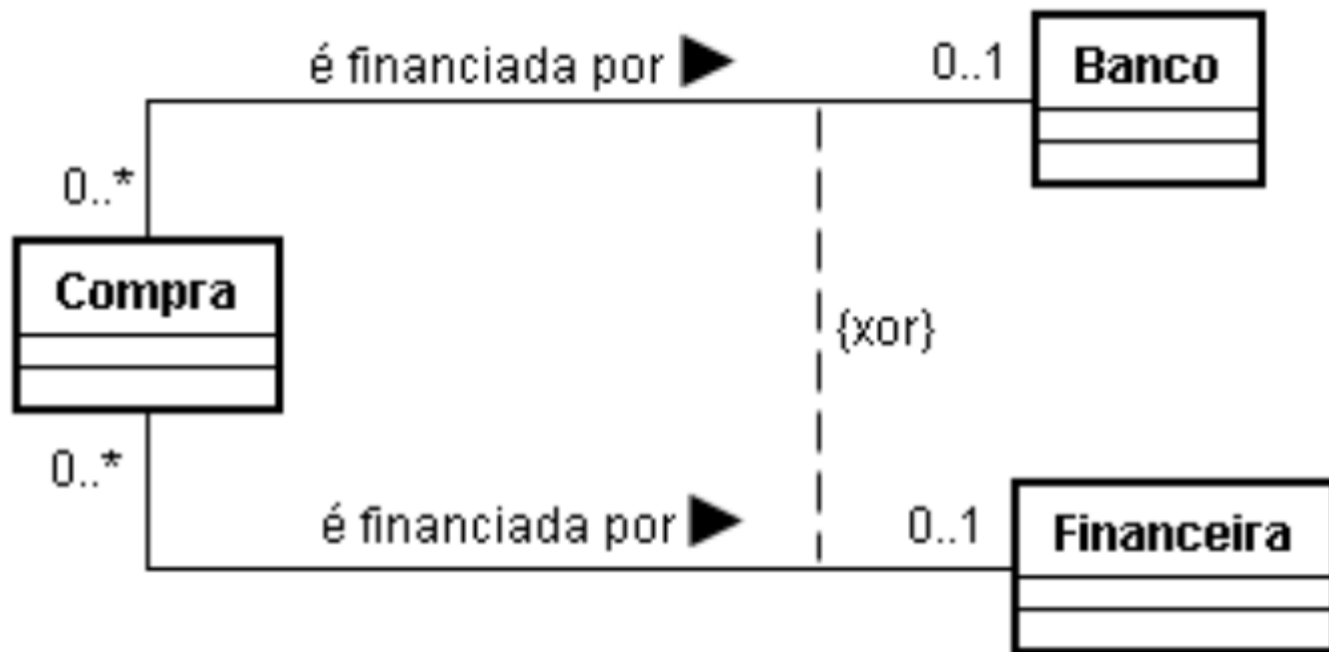 é financiada por
0..1
Banco
0..*
Compra
{xor}
0..*
é financiada por
0..1
Financeira